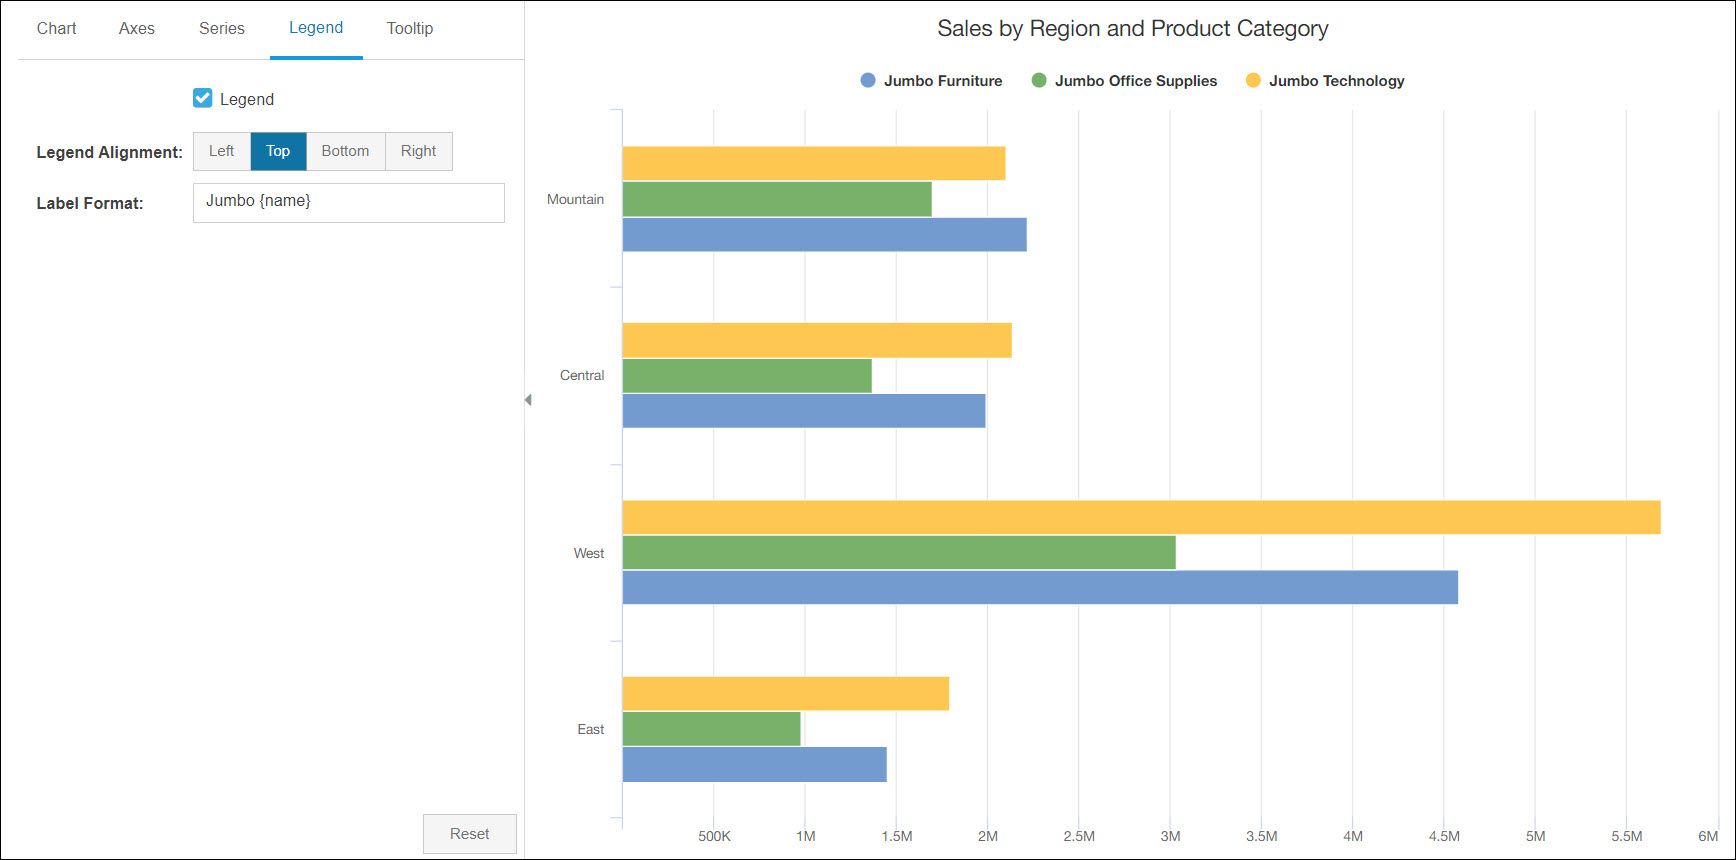 Chart Axes Series Legend Tooltip
Legend
Legend Alignment: Left Top Bottom Right
Label Format: Jumbo {name}
Reset
Sales by Region and Product Category
Jumbo Furniture Jumbo Office Supplies Jumbo Technology
Mountain
Central
West
East
500K 1M 1.5M 2M 2.5M 3M 3.5M 4M 4.5M 5M 5.5M 6M